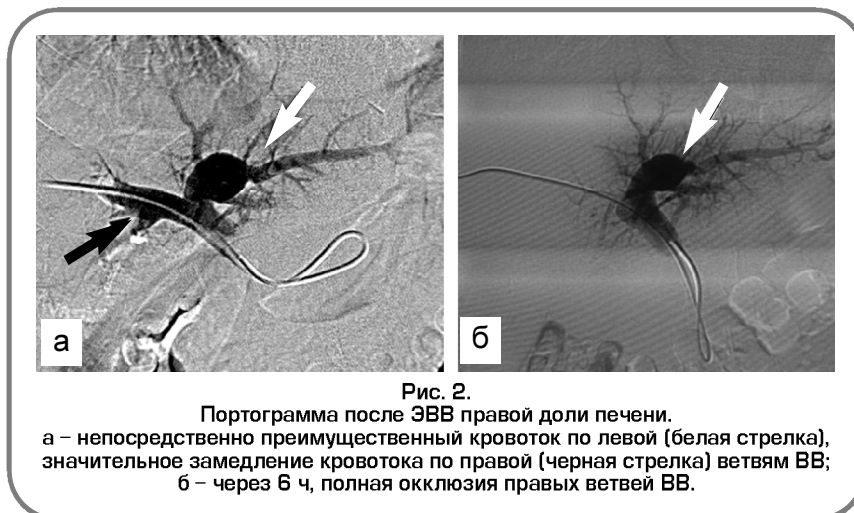 а
б
Рис. 2.
Портограмма после ЭВВ правой доли печени.
а – непосредственно преимущественный кровоток по левой (белая стрелка),
значительное замедление кровотока по правой (черная стрелка) ветвям ВВ;
б – через 6 ч, полная окклюзия правых ветвей ВВ.